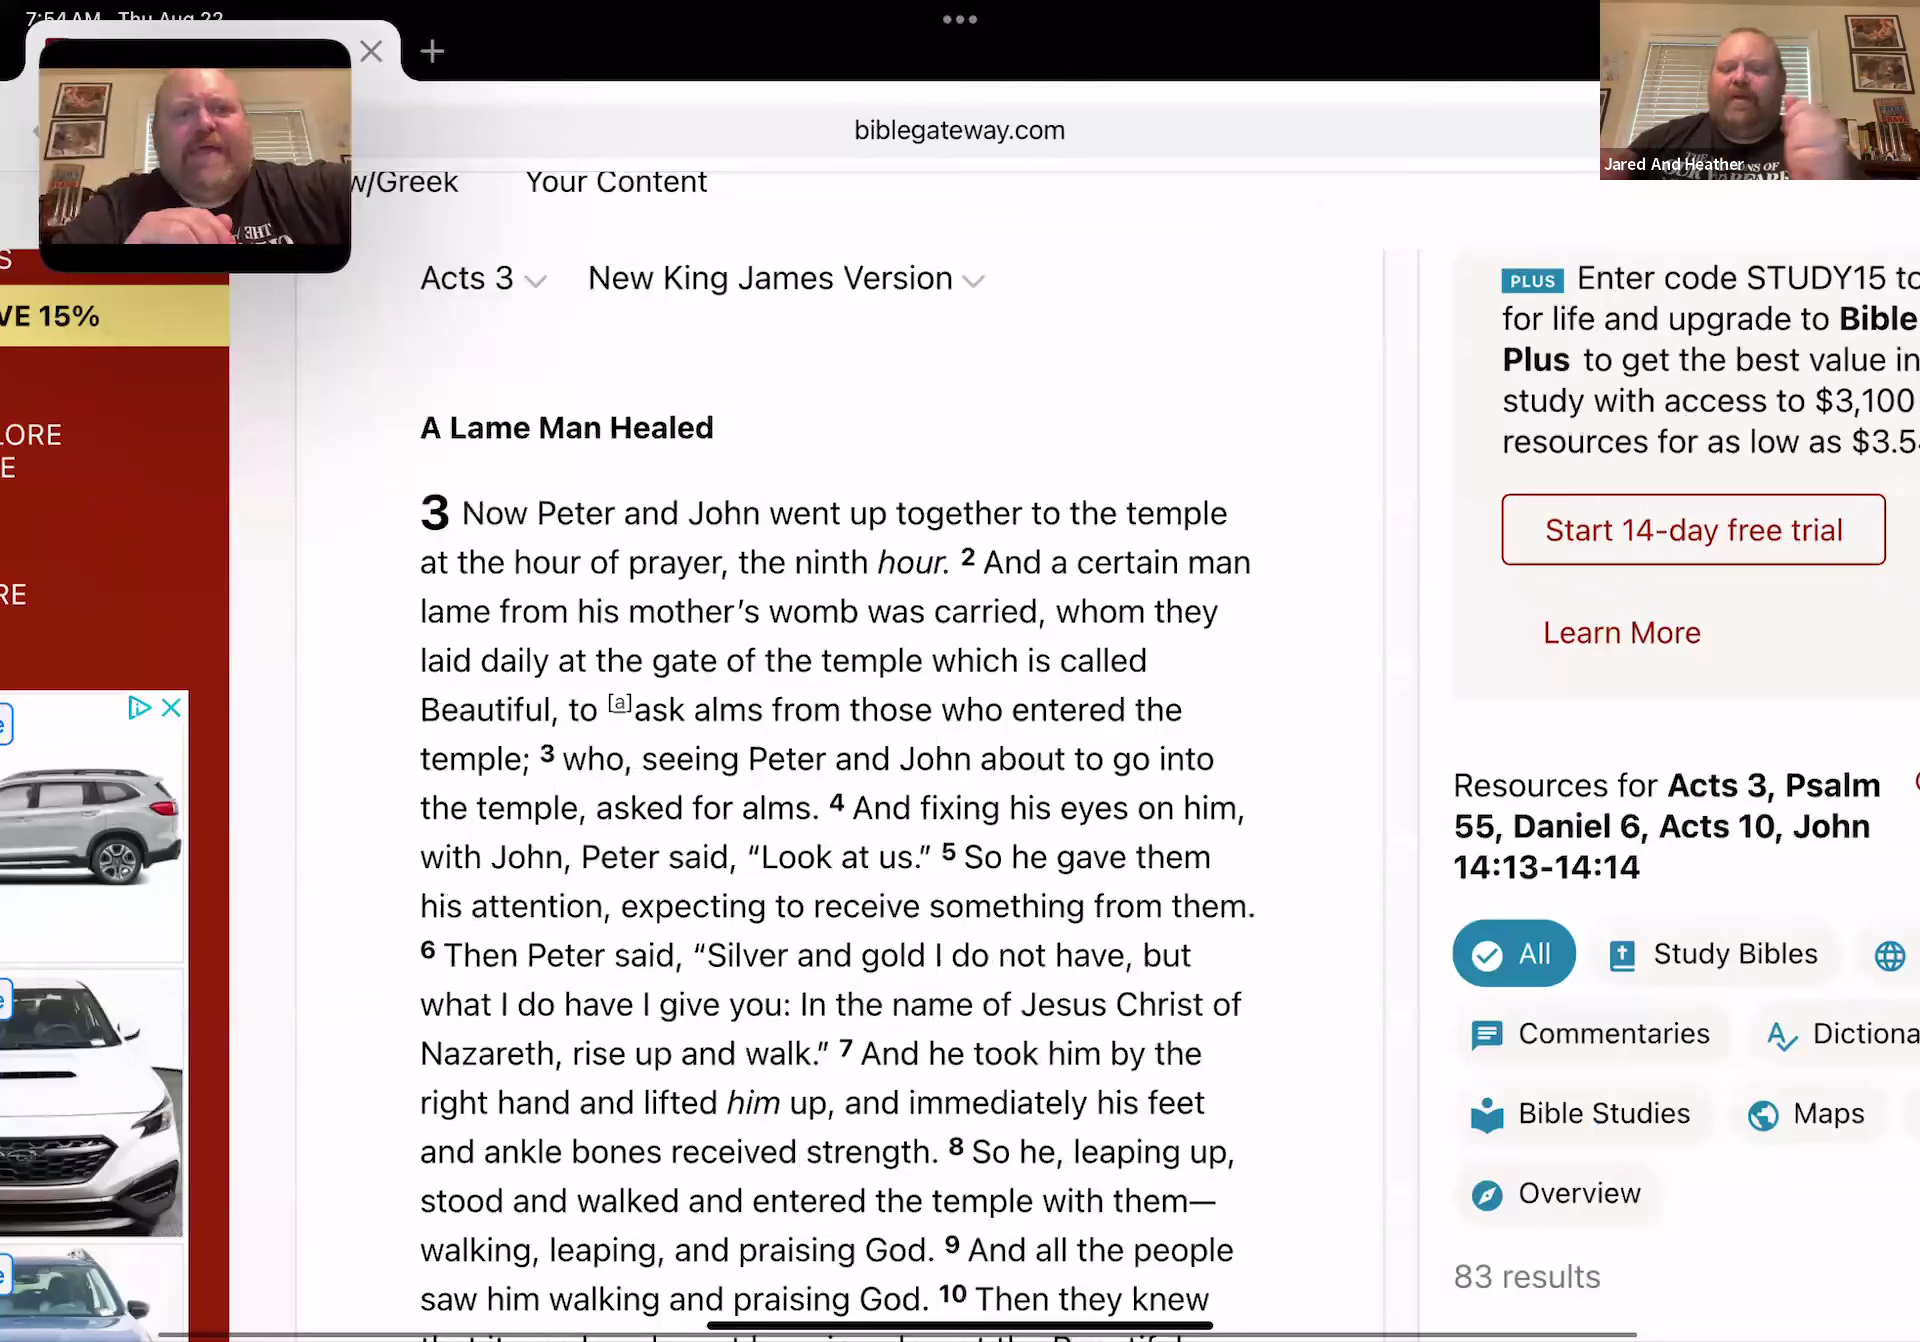 7:54 AM Thu Aug 22
biblegateway.com
w/Greek Your Content
Jared And Heather
THE
VE 15%
LORE
E
RE
Acts 3 New King James Version
A Lame Man Healed
3 Now Peter and John went up together to the temple
at the hour of prayer, the ninth hour. 2 And a certain man
lame from his mother’s womb was carried, whom they
laid daily at the gate of the temple which is called
Beautiful, to [a]ask alms from those who entered the
temple; 3 who, seeing Peter and John about to go into
the temple, asked for alms. 4 And fixing his eyes on him,
with John, Peter said, “Look at us.” 5 So he gave them
his attention, expecting to receive something from them.
6 Then Peter said, “Silver and gold I do not have, but
what I do have I give you: In the name of Jesus Christ of
Nazareth, rise up and walk.” 7 And he took him by the
right hand and lifted him up, and immediately his feet
and ankle bones received strength. 8 So he, leaping up,
stood and walked and entered the temple with them—
walking, leaping, and praising God. 9 And all the people
saw him walking and praising God. 10 Then they knew
PLUS Enter code STUDY15 to
for life and upgrade to Bible
Plus to get the best value in
study with access to $3,100
resources for as low as $3.5
Start 14-day free trial
Learn More
Resources for Acts 3, Psalm
55, Daniel 6, Acts 10, John
14:13-14:14
All Study Bibles
Commentaries Dictiona
Bible Studies Maps
Overview
83 results